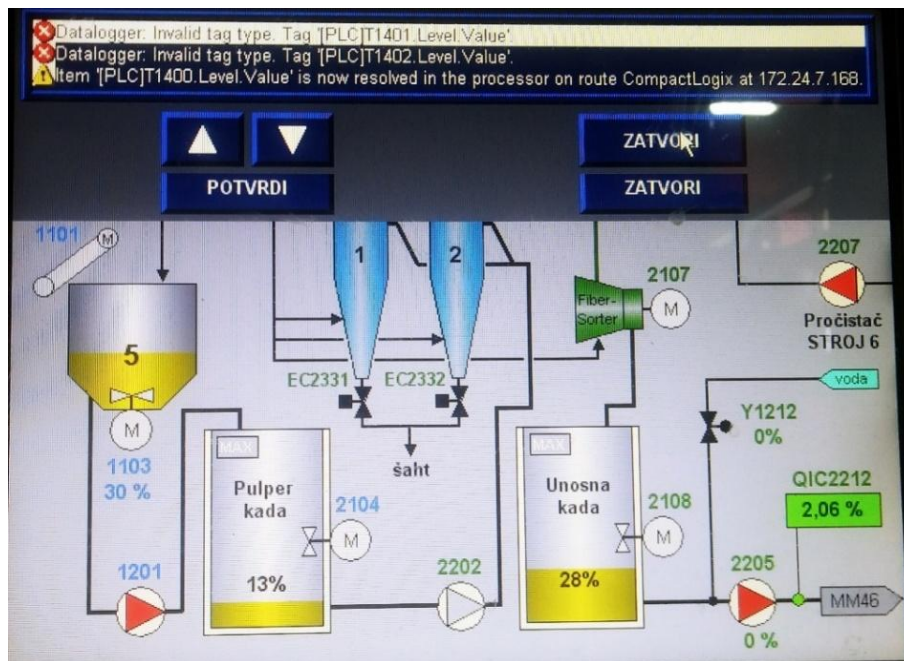 Datalogger: Invalid tag type. Tag '[PLC]T1401.Level.Value'.
Datalogger: Invalid tag type. Tag '[PLC]T1402.Level.Value'.
Item '[PLC]T1400.Level.Value' is now resolved in the processor on route CompactLogix at 172.24.7.168.
ZATVORI
POTVRDI
ZATVORI
1101
M
1
2
2107
2207
Fiber-
Sorter
M
Pročistač
STROJ 6
5
EC2331
EC2332
voda
M
Y1212
0%
1103
30 %
MAX
šaht
MAX
QIC2212
2,06 %
Pulper
kada
2104
M
Unosna
kada
2108
M
1201
13%
2202
28%
2205
MM46
0 %